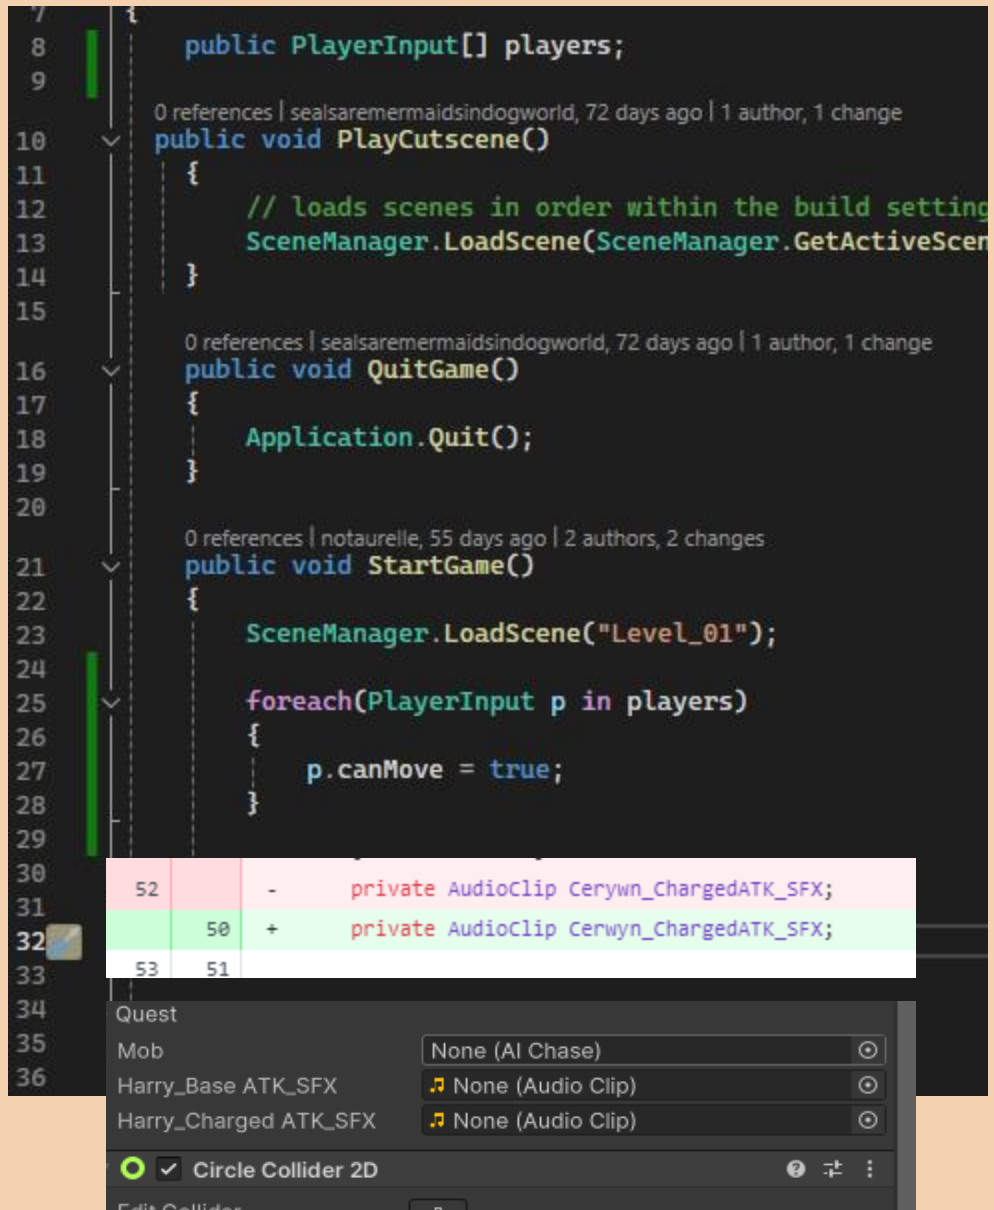 7 {
8 public PlayerInput[] players;
9
0 references | sealsaremermaidsindogworld, 72 days ago | 1 author, 1 change
10 public void PlayCutscene()
11 {
12 // loads scenes in order within the build setting
13 SceneManager.LoadScene(SceneManager.GetActiveScen
14 }
15
0 references | sealsaremermaidsindogworld, 72 days ago | 1 author, 1 change
16 public void QuitGame()
17 {
18 Application.Quit();
19 }
20
0 references | notaurelle, 55 days ago | 2 authors, 2 changes
21 public void StartGame()
22 {
23 SceneManager.LoadScene("Level_01");
24
25 foreach(PlayerInput p in players)
26 {
27 p.canMove = true;
28 }
29
30
52 - private AudioClip Cerywn_ChargedATK_SFX;
31
50 + private AudioClip Cerwyn_ChargedATK_SFX;
32
33
53 51
34
Quest
35
Mob None (AI Chase)
36
Harry_Base ATK_SFX None (Audio Clip)
Harry_Charged ATK_SFX None (Audio Clip)
Circle Collider 2D
Edit Collider